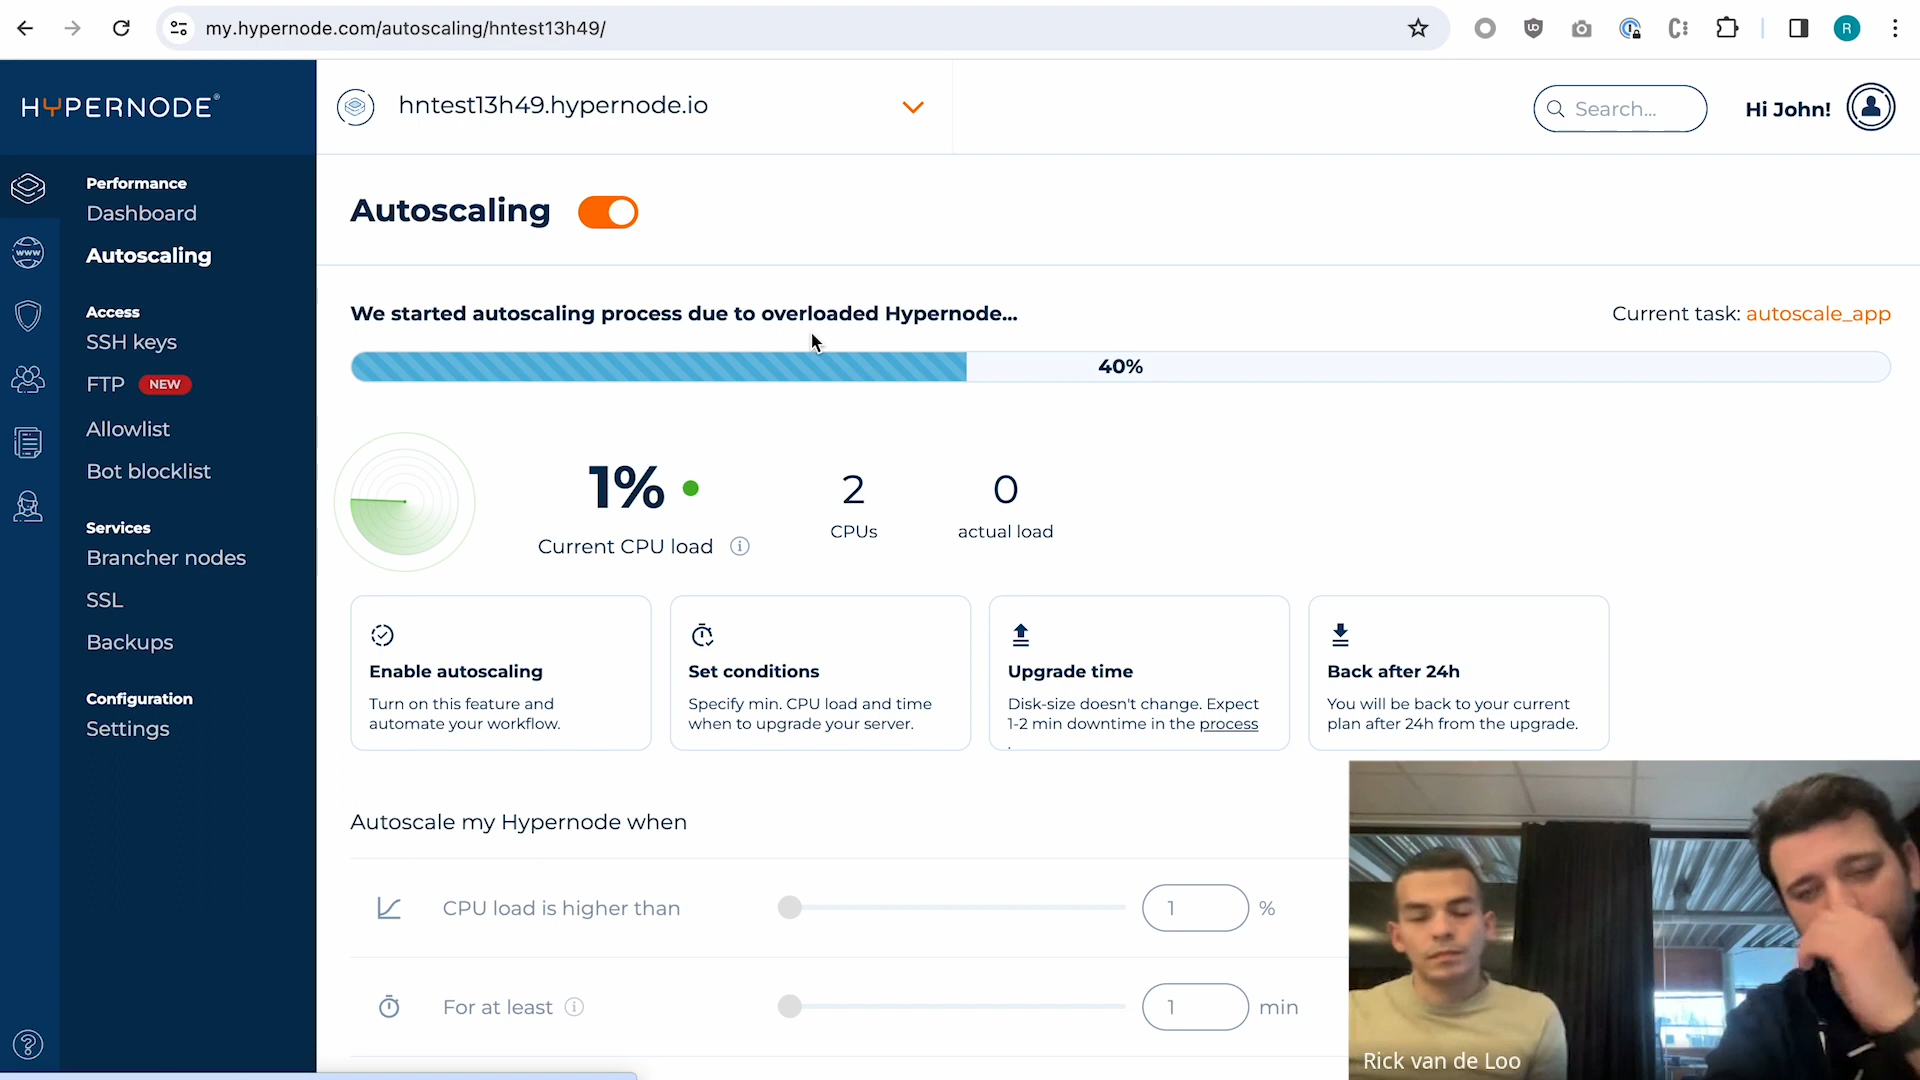 my.hypernode.com/autoscaling/hntest13h49/
R
HYPERNODE
hntest13h49.hypernode.io
Search...
Hi John!
Performance
Dashboard
Autoscaling
Access
SSH keys
FTP NEW
Allowlist
Bot blocklist
Services
Brancher nodes
SSL
Backups
Configuration
Settings
www
Autoscaling
We started autoscaling process due to overloaded Hypernode...
Current task: autoscale_app
40%
1%
Current CPU load
2
CPUs
0
actual load
Enable autoscaling
Turn on this feature and
automate your workflow.
Set conditions
Specify min. CPU load and time
when to upgrade your server.
Upgrade time
Disk-size doesn't change. Expect
1-2 min downtime in the process
.
Back after 24h
You will be back to your current
plan after 24h from the upgrade.
Autoscale my Hypernode when
CPU load is higher than
1 %
For at least
1 min
Rick van de Loo